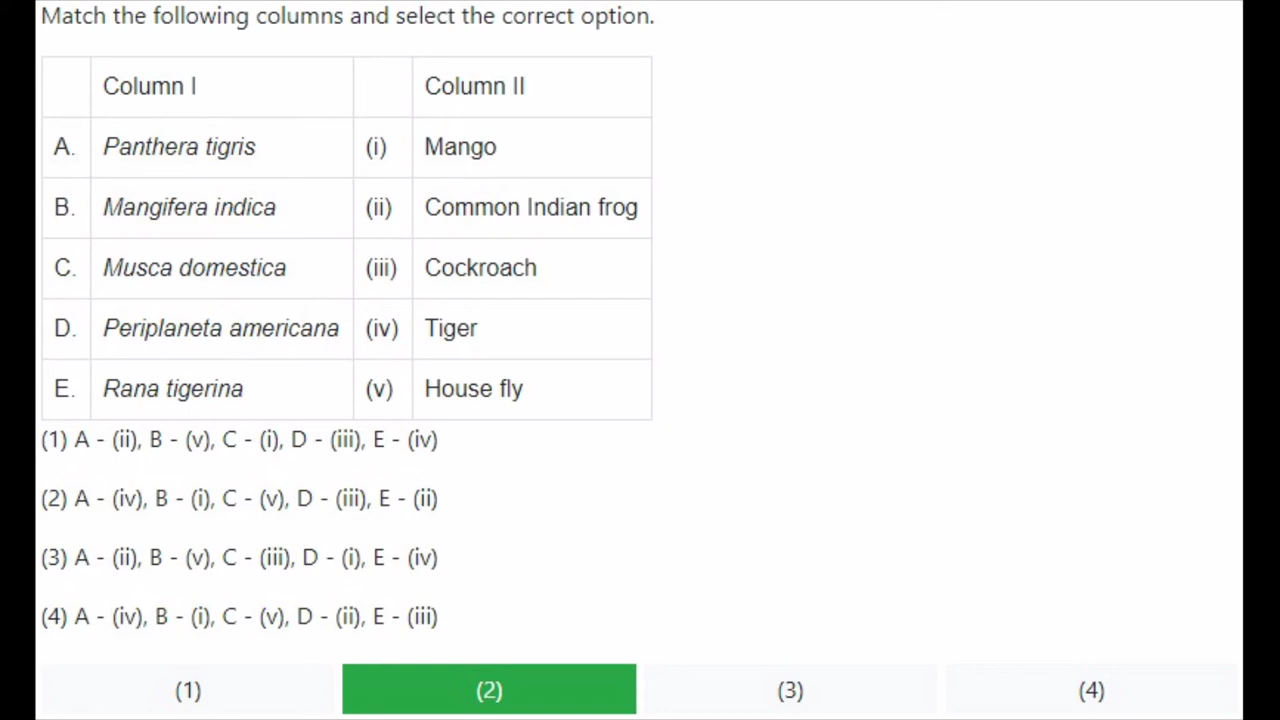 Match the following columns and select the correct option.
Column I Column II
A. Panthera tigris (i) Mango
B. Mangifera indica (ii) Common Indian frog
C. Musca domestica (iii) Cockroach
D. Periplaneta americana (iv) Tiger
E. Rana tigerina (v) House fly
(1) A - (ii), B - (v), C - (i), D - (iii), E - (iv)
(2) A - (iv), B - (i), C - (v), D - (iii), E - (ii)
(3) A - (ii), B - (v), C - (iii), D - (i), E - (iv)
(4) A - (iv), B - (i), C - (v), D - (ii), E - (iii)
(1) (2) (3) (4)